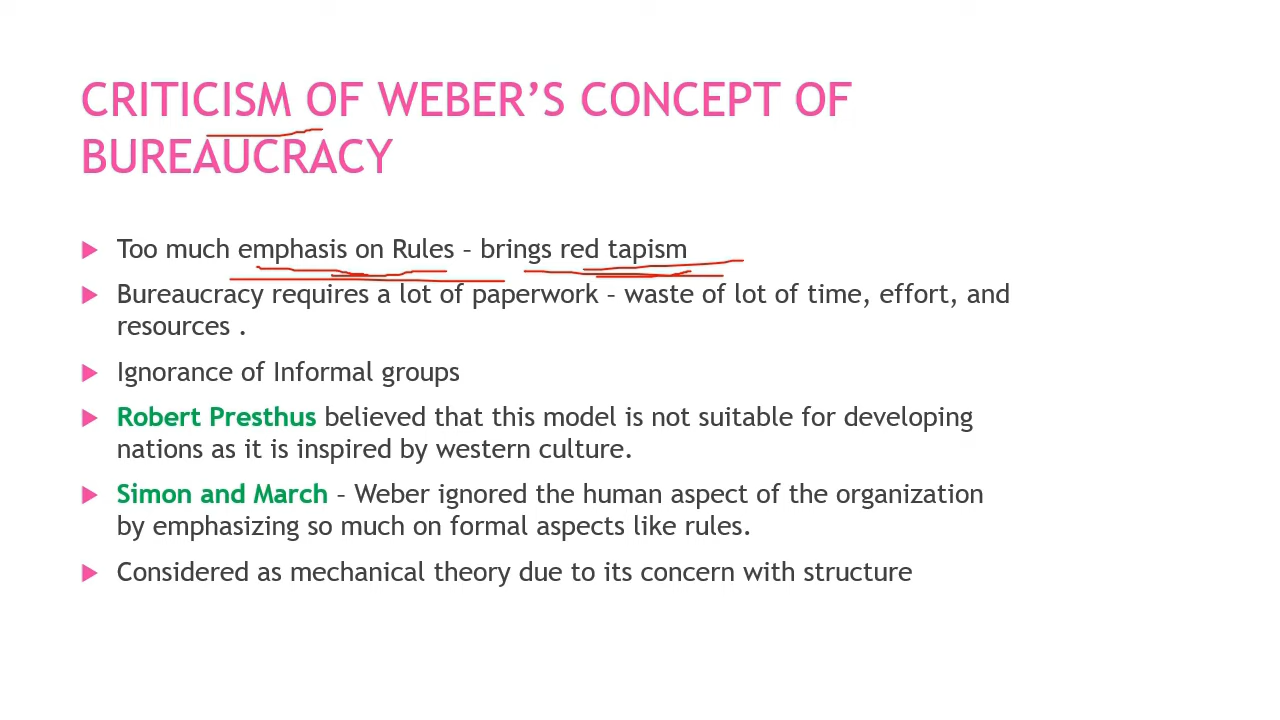 CRITICISM OF WEBER’S CONCEPT OF
BUREAUCRACY
Too much emphasis on Rules – brings red tapism
Bureaucracy requires a lot of paperwork – waste of lot of time, effort, and
resources .
Ignorance of Informal groups
Robert Presthus believed that this model is not suitable for developing
nations as it is inspired by western culture.
Simon and March – Weber ignored the human aspect of the organization
by emphasizing so much on formal aspects like rules.
Considered as mechanical theory due to its concern with structure